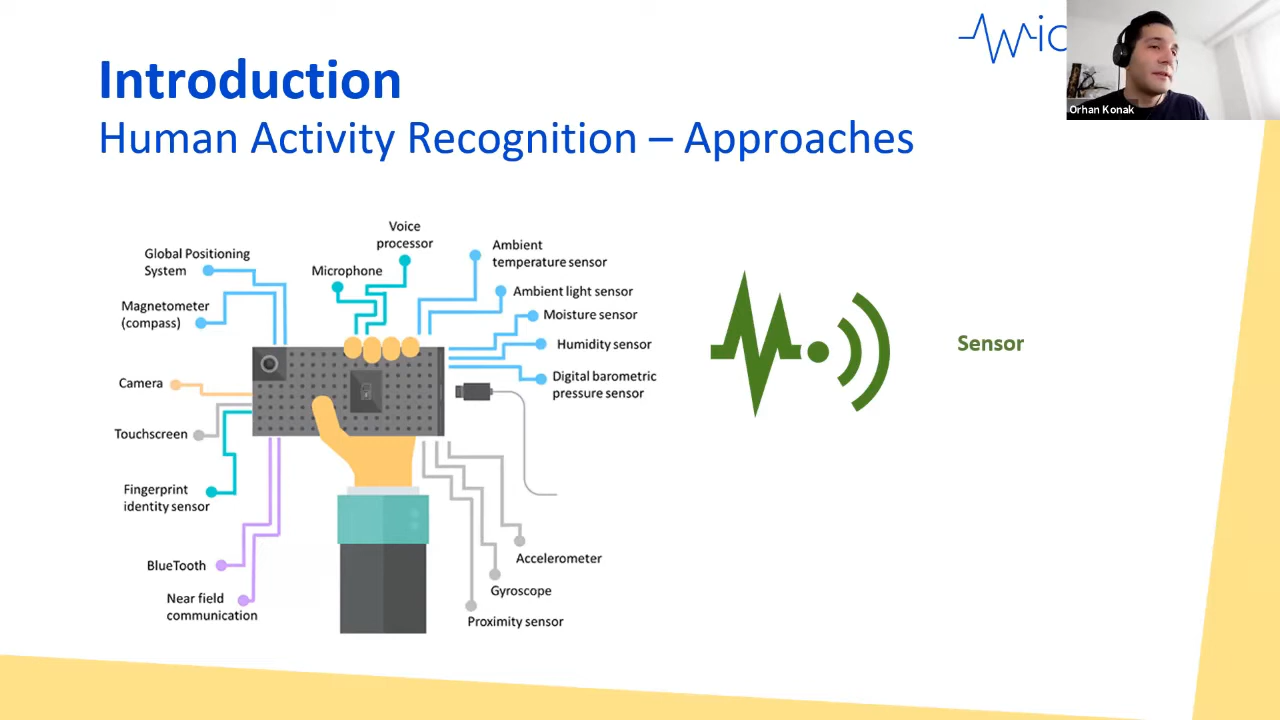 Introduction
Human Activity Recognition – Approaches
Orhan Konak
Voice
processor
Global Positioning
System
Microphone
Ambient
temperature sensor
Ambient light sensor
Magnetometer
(compass)
Moisture sensor
Humidity sensor
Sensor
Camera
Digital barometric
pressure sensor
Touchscreen
Fingerprint
identity sensor
BlueTooth
Accelerometer
Near field
communication
Gyroscope
Proximity sensor